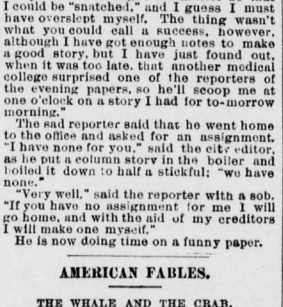 I could be "snatched," and I guess I must
have overslept myself. The thing wasn't
what you could call a success, however,
although I have got enough notes to make
a good story, but I have just found out,
when it was too late, that another medical
college surprised one of the reporters of
the evening papers, so he'll scoop me at
one o'clock on a story I had for to-morrow
morning."
The sad reporter said that he went home
to the office and asked for an assignment.
"I have none for you," said the city editor,
as he put a column story in the boiler and
boiled it down to half a stickful; "we have
none."
"Very well," said the reporter with a sob.
"If you have no assignment for me I will
go home, and with the aid of my creditors
I will make one myself."
He is now doing time on a funny paper.
AMERICAN FABLES.
THE WHALE AND THE CRAB.